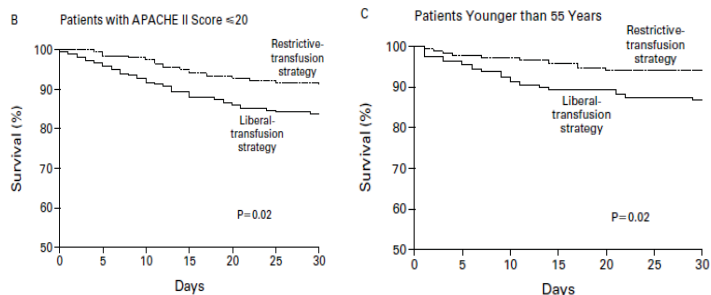 B Patients with APACHE II Score ≤20
100
90
80
70
60
50
Survival (%)
Restrictive-
transfusion
strategy
Liberal-
transfusion
strategy
P=0.02
0 5 10 15 20 25 30
Days
C Patients Younger than 55 Years
100
90
80
70
60
50
Survival (%)
Restrictive-
transfusion
strategy
Liberal-
transfusion
strategy
P=0.02
0 5 10 15 20 25 30
Days